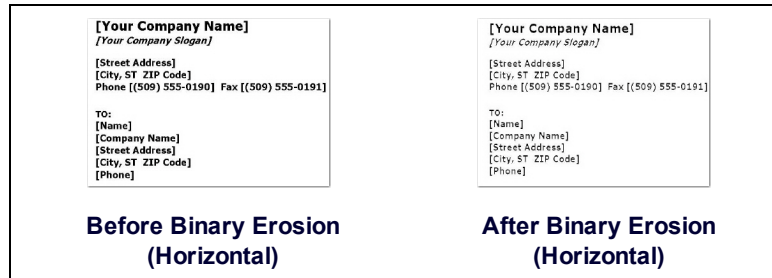 [Your Company Name]
[Your Company Slogan]
[Street Address]
[City, ST  ZIP Code]
Phone [(509) 555-0190]  Fax [(509) 555-0191]
TO:
[Name]
[Company Name]
[Street Address]
[City, ST  ZIP Code]
[Phone]
Before Binary Erosion
(Horizontal)
[Your Company Name]
[Your Company Slogan]
[Street Address]
[City, ST  ZIP Code]
Phone [(509) 555-0190]  Fax [(509) 555-0191]
TO:
[Name]
[Company Name]
[Street Address]
[City, ST  ZIP Code]
[Phone]
After Binary Erosion
(Horizontal)